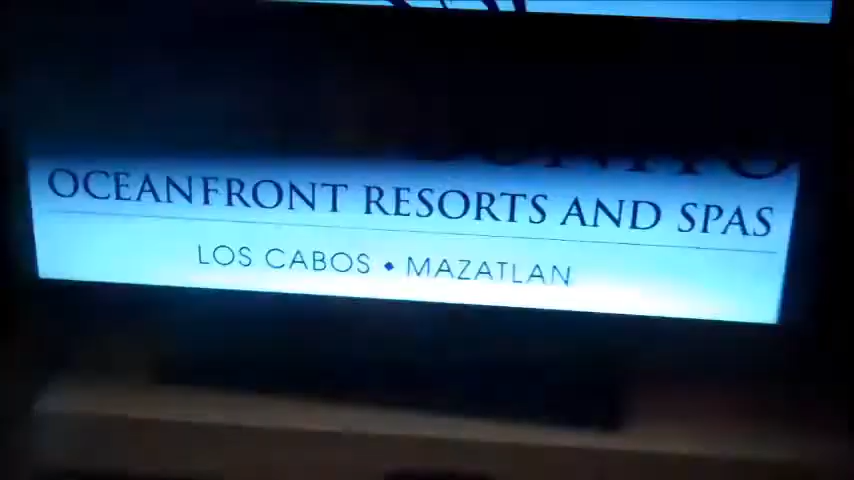 OCEANFRONT RESORTS AND SPAS
LOS CABOS • MAZATLAN